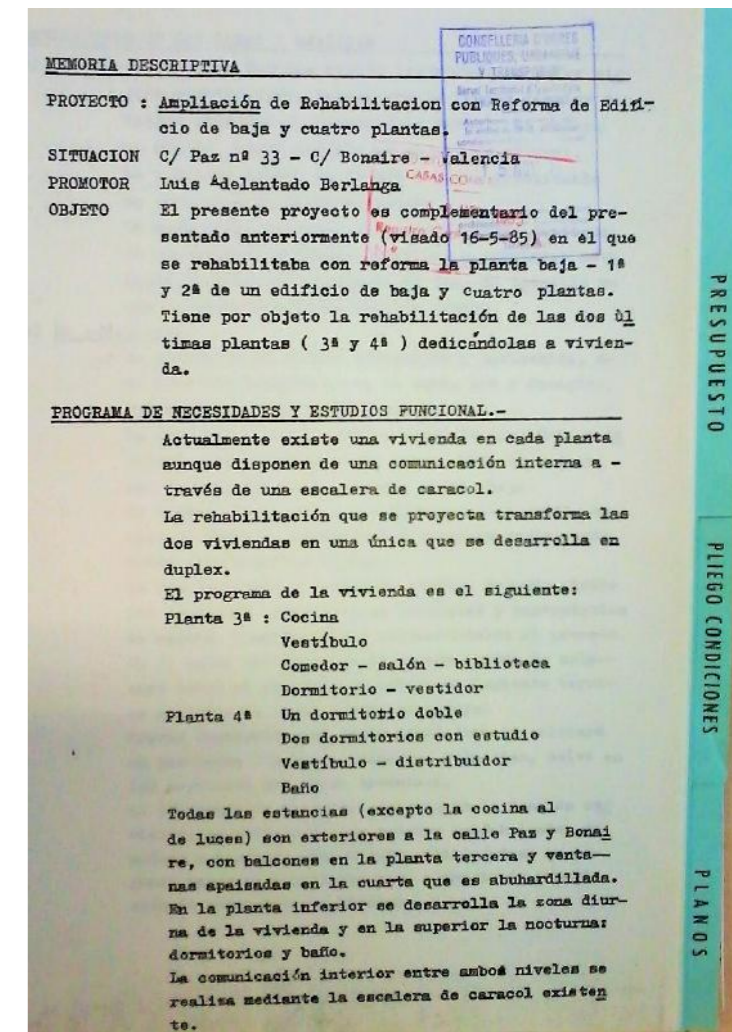 CONSELLERIA D'OBRES
PUBLIQUES, URBANISME
Y TRANSPORTS
MEMORIA DESCRIPTIVA
PROYECTO : Ampliación de Rehabilitacion con Reforma de Edifi-
cio de baja y cuatro plantas.
SITUACION C/ Paz nº 33 - C/ Bonaire - Valencia
PROMOTOR Luis Adelantado Berlanga
OBJETO El presente proyecto es complementario del pre-
sentado anteriormente (visado 16-5-85) en el que
se rehabilitaba con reforma la planta baja - 1ª
y 2ª de un edificio de baja y cuatro plantas.
Tiene por objeto la rehabilitación de las dos úl
timas plantas ( 3ª y 4ª ) dedicándolas a vivien-
da.
PROGRAMA DE NECESIDADES Y ESTUDIOS FUNCIONAL.-
Actualmente existe una vivienda en cada planta
aunque disponen de una comunicación interna a -
través de una escalera de caracol.
La rehabilitación que se proyecta transforma las
dos viviendas en una única que se desarrolla en
duplex.
El programa de la vivienda es el siguiente:
Planta 3ª : Cocina
Vestíbulo
Comedor - salón - biblioteca
Dormitorio - vestidor
Planta 4ª Un dormitorio doble
Dos dormitorios con estudio
Vestíbulo - distribuidor
Baño
Todas las estancias (excepto la cocina al
de luces) son exteriores a la calle Paz y Bonai
re, con balcones en la planta tercera y venta-
nas apaisadas en la cuarta que es abuhardillada.
En la planta inferior se desarrolla la zona diur-
na de la vivienda y en la superior la nocturna:
dormitorios y baño.
La comunicación interior entre ambos niveles se
realiza mediante la escalera de caracol existen
te.
PRESUPUESTO
PLIEGO CONDICIONES
PLANOS